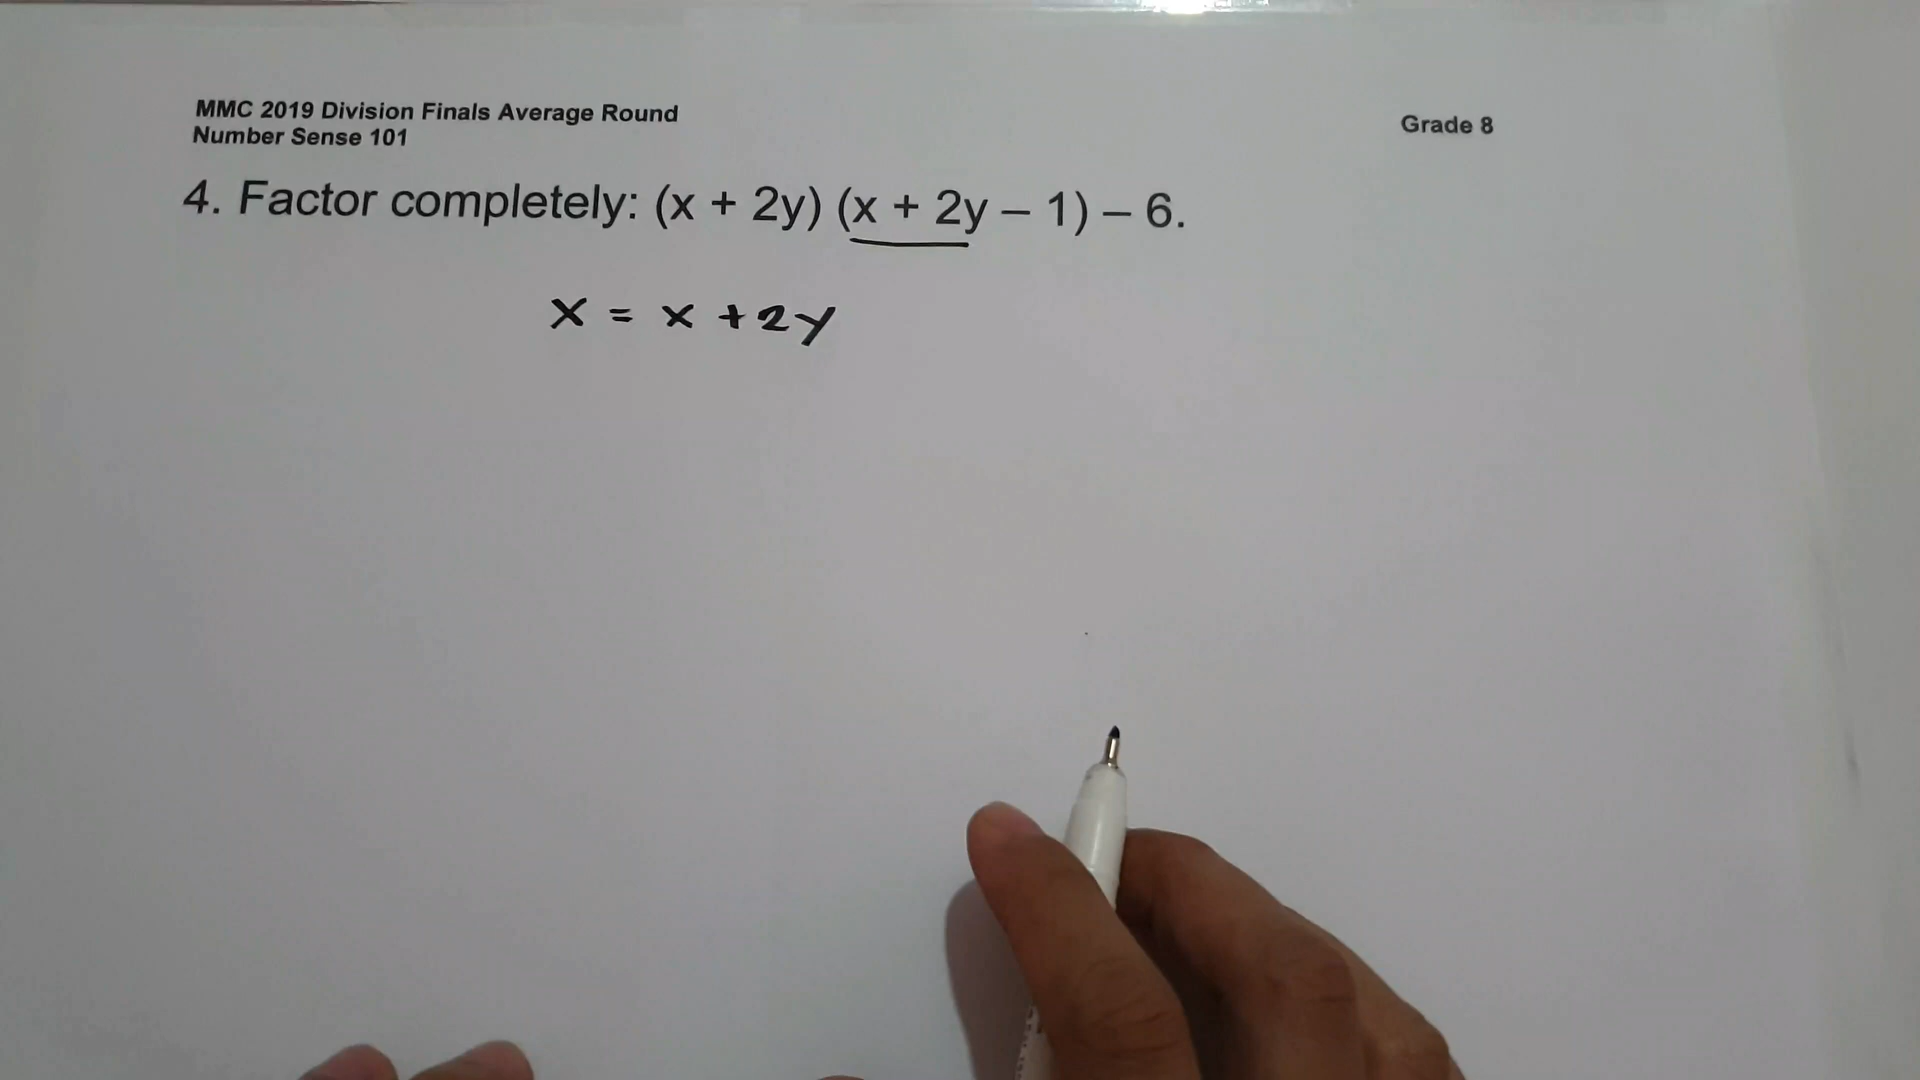 MMC 2019 Division Finals Average Round
Number Sense 101
Grade 8
4. Factor completely: (x + 2y) (x + 2y – 1) – 6.
x = x + 2y